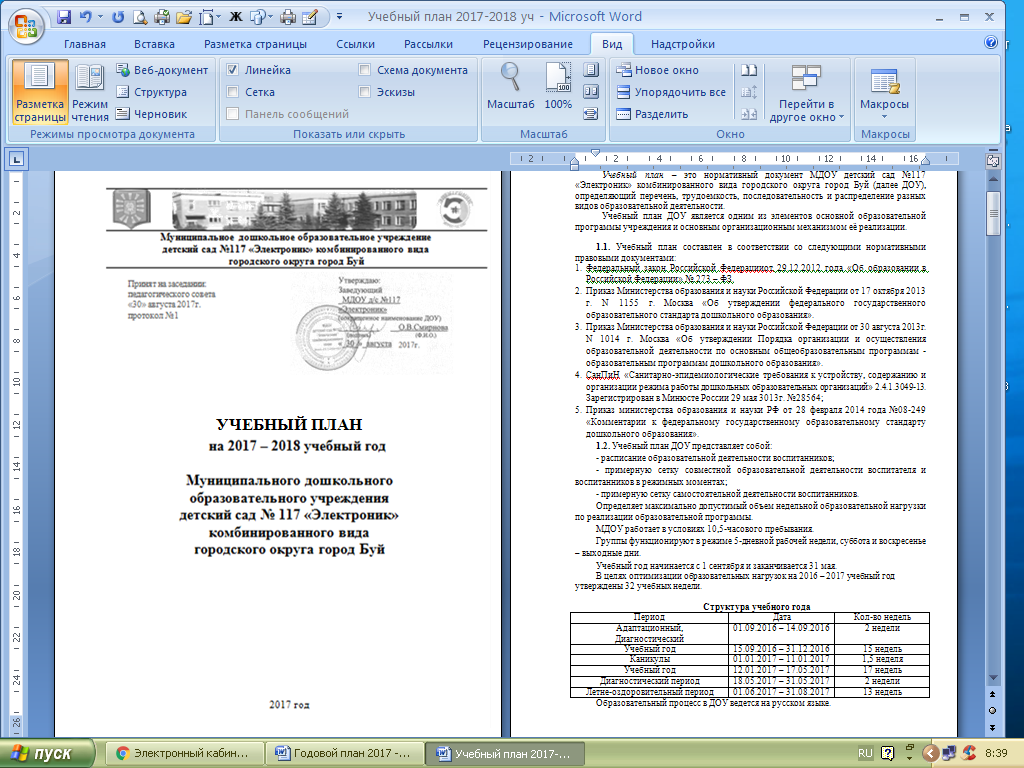 Учебный план 2017-2018 уч - Microsoft Word
Главная Вставка Разметка страницы Ссылки Рассылки Рецензирование Вид Надстройки
Разметка страницы
Режим чтения
Веб-документ
Структура
Черновик
Режимы просмотра документа
Линейка
Сетка
Панель сообщений
Схема документа
Эскизы
Показать или скрыть
Масштаб
100%
Масштаб
Новое окно
Упорядочить все
Разделить
Перейти в другое окно
Окно
Макросы
Макросы
Муниципальное дошкольное образовательное учреждение
детский сад №117 «Электроник» комбинированного вида
городского округа город Буй
Принят на заседании:
педагогического совета
«30» августа 2017г.
протокол №1
Утверждаю:
Заведующий
МДОУ д/с №117
«Электроник»
(сокращенное наименование ДОУ)
О.В.Смирнова
(Ф.И.О.)
« 30 » августа 2017г.
УЧЕБНЫЙ ПЛАН
на 2017 – 2018 учебный год
Муниципального дошкольного
образовательного учреждения
детский сад № 117 «Электроник»
комбинированного вида
городского округа город Буй
2017 год
Учебный план – это нормативный документ МДОУ детский сад №117
«Электроник» комбинированного вида городского округа город Буй (далее ДОУ),
определяющий перечень, трудоемкость, последовательность и распределение разных
видов образовательной деятельности.
Учебный план ДОУ является одним из элементов основной образовательной
программы учреждения и основным организационным механизмом её реализации.
1.1. Учебный план составлен в соответствии со следующими нормативными
правовыми документами:
1. Федеральный закон Российской Федерацииот 29.12.2012 года «Об образовании в
Российской Федерации» № 273 – ФЗ,
2. Приказ Министерства образования и науки Российской Федерации от 17 октября 2013
г. N 1155 г. Москва «Об утверждении федерального государственного
образовательного стандарта дошкольного образования».
3. Приказ Министерства образования и науки Российской Федерации от 30 августа 2013г.
N 1014 г. Москва «Об утверждении Порядка организации и осуществления
образовательной деятельности по основным общеобразовательным программам -
образовательным программам дошкольного образования».
4. СанПиН «Санитарно-эпидемиологические требования к устройству, содержанию и
организации режима работы дошкольных образовательных организаций» 2.4.1.3049-13.
Зарегистрирован в Минюсте России 29 мая 3013г. №28564;
5. Приказ министерства образования и науки РФ от 28 февраля 2014 года №08-249
«Комментарии к федеральному государственному образовательному стандарту
дошкольного образования».
1.2. Учебный план ДОУ представляет собой:
- расписание образовательной деятельности воспитанников;
- примерную сетку совместной образовательной деятельности воспитателя и
воспитанников в режимных моментах;
- примерную сетку самостоятельной деятельности воспитанников.
Определяет максимально допустимый объем недельной образовательной нагрузки
по реализации образовательной программы.
МДОУ работает в условиях 10,5-часового пребывания.
Группы функционируют в режиме 5-дневной рабочей недели, суббота и воскресенье
– выходные дни.
Учебный год начинается с 1 сентября и заканчивается 31 мая.
В целях оптимизации образовательных нагрузок на 2016 – 2017 учебный год
утверждены 32 учебных недели.
Структура учебного года
Период Дата Кол-во недель
Адаптационный, Диагностический 01.09.2016 – 14.09.2016 2 недели
Учебный год 15.09.2016 – 31.12.2016 15 недель
Каникулы 01.01.2017 – 11.01.2017 1,5 неделя
Учебный год 12.01.2017 – 17.05.2017 17 недель
Диагностический период 18.05.2017 – 31.05.2017 2 недели
Летне-оздоровительный период 01.06.2017 – 31.08.2017 13 недель
Образовательный процесс в ДОУ ведется на русском языке.
пуск
Электронный кабин...
Годовой план 2017 -...
Учебный план 2017-...
RU
8:39